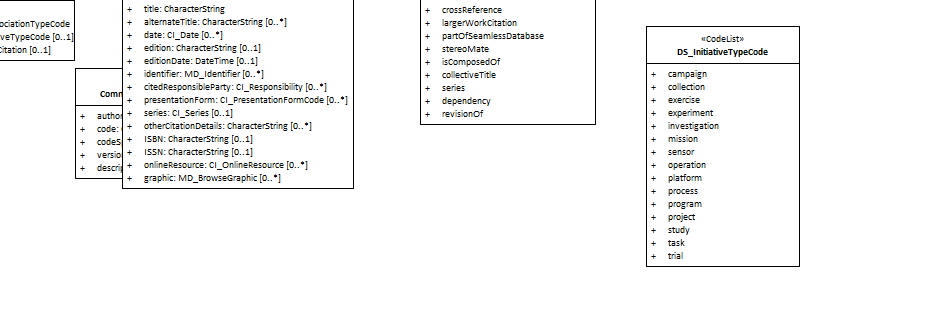 ociationTypeCode
veTypeCode [0..1]
itation [0..1]
Comm
+ autho
+ code:
+ codeS
+ versio
+ descri
+ title: CharacterString
+ alternateTitle: CharacterString [0..*]
+ date: CI_Date [0..*]
+ edition: CharacterString [0..1]
+ editionDate: DateTime [0..1]
+ identifier: MD_Identifier [0..*]
+ citedResponsibleParty: CI_Responsibility [0..*]
+ presentationForm: CI_PresentationFormCode [0..*]
+ series: CI_Series [0..1]
+ otherCitationDetails: CharacterString [0..*]
+ ISBN: CharacterString [0..1]
+ ISSN: CharacterString [0..1]
+ onlineResource: CI_OnlineResource [0..*]
+ graphic: MD_BrowseGraphic [0..*]
+ crossReference
+ largerWorkCitation
+ partOfSeamlessDatabase
+ stereoMate
+ isComposedOf
+ collectiveTitle
+ series
+ dependency
+ revisionOf
«CodeList»
DS_InitiativeTypeCode
+ campaign
+ collection
+ exercise
+ experiment
+ investigation
+ mission
+ sensor
+ operation
+ platform
+ process
+ program
+ project
+ study
+ task
+ trial